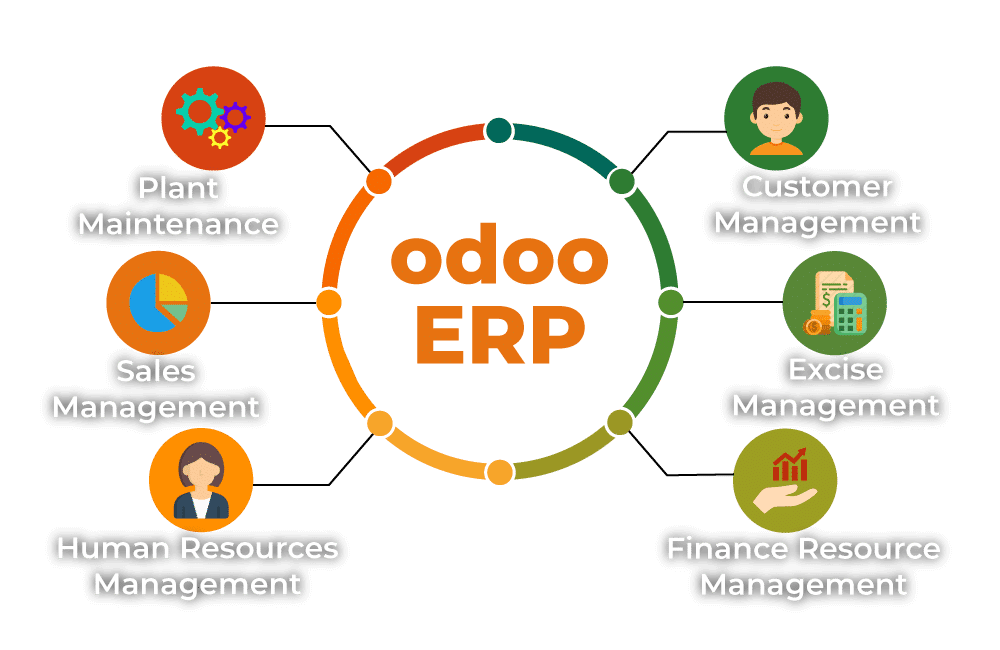 odoo
ERP
Plant
Maintenance
Sales
Management
Human Resources
Management
Customer
Management
Excise
Management
Finance Resource
Management